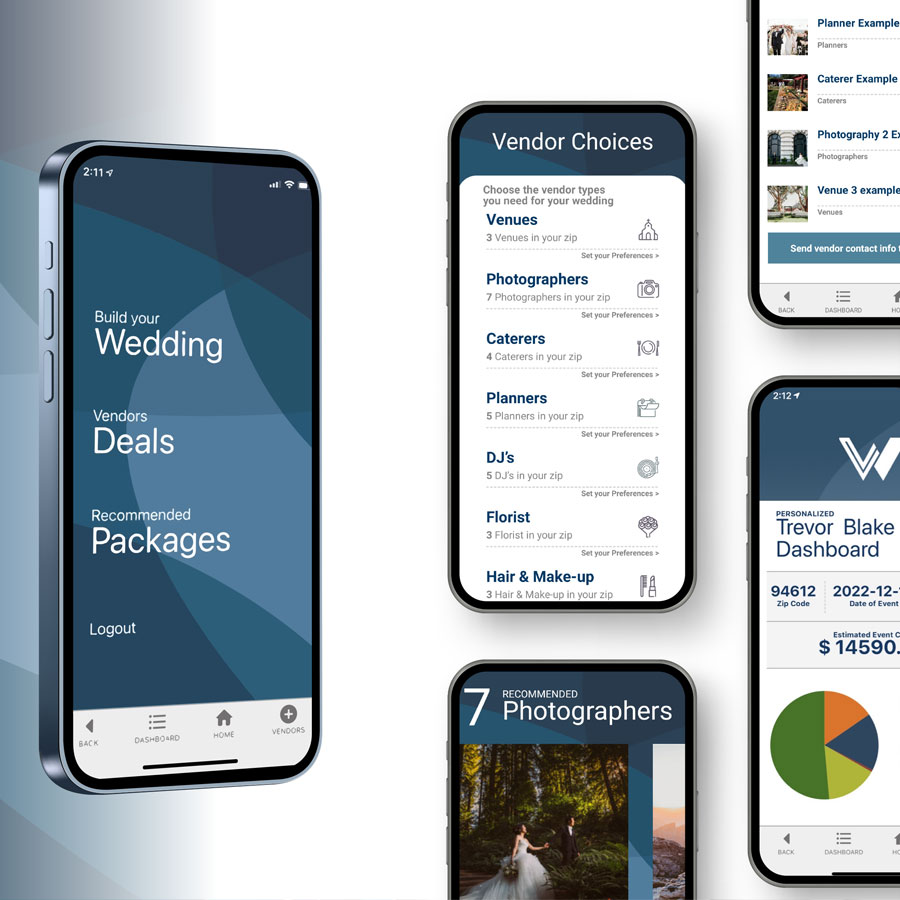 2:11
Build your
Wedding
Vendors
Deals
Recommended
Packages
Logout
BACK
DASHBOARD
HOME
VENDORS
Vendor Choices
Choose the vendor types
you need for your wedding
Venues
3 Venues in your zip
Set your Preferences >
Photographers
7 Photographers in your zip
Set your Preferences >
Caterers
4 Caterers in your zip
Set your Preferences >
Planners
5 Planners in your zip
Set your Preferences >
DJ's
5 DJ's in your zip
Set your Preferences >
Florist
3 Florist in your zip
Set your Preferences >
Hair & Make-up
3 Hair & Make-up in your zip
7 RECOMMENDED
Photographers
Planner Example
Planners
Caterer Example
Caterers
Photography 2 Ex
Photographers
Venue 3 example
Venues
Send vendor contact info t
BACK
DASHBOARD
HO
2:12
W
PERSONALIZED
Trevor Blake
Dashboard
94612
Zip Code
2022-12-
Date of Event
Estimated Event C
$ 14590.
BACK
DASHBOARD
HO